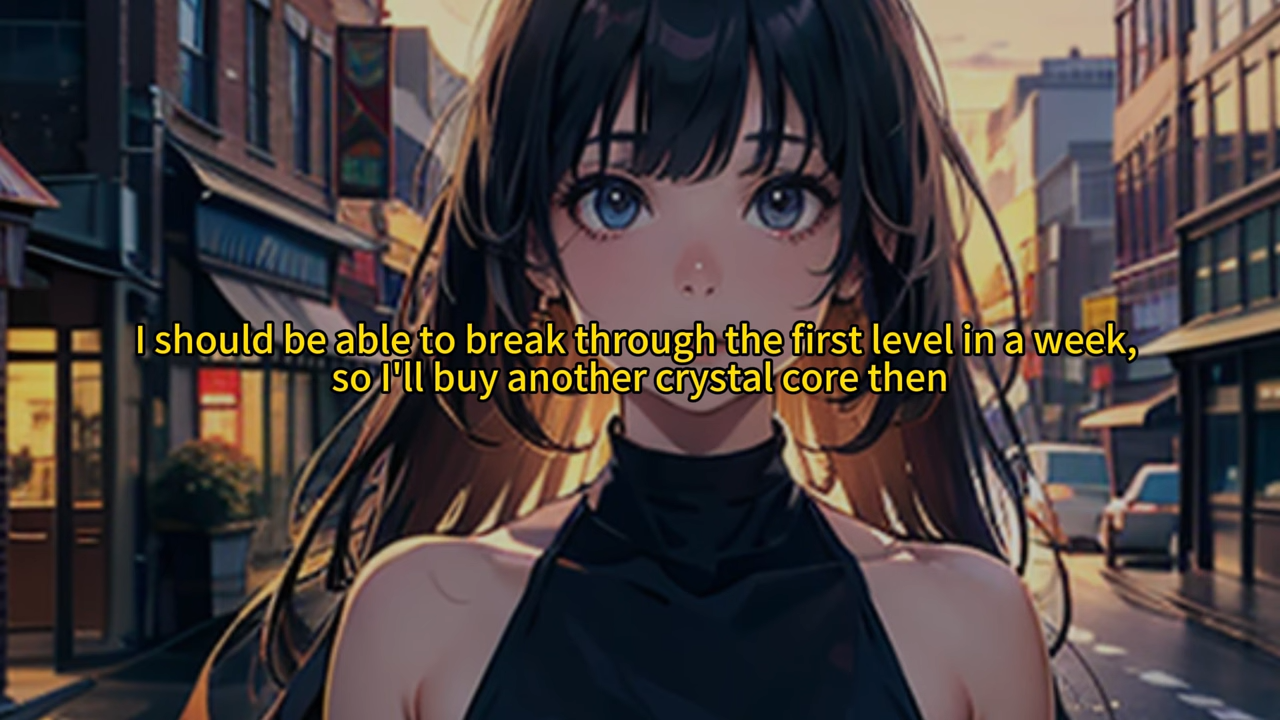 I should be able to break through the first level in a week,
so I'll buy another crystal core then